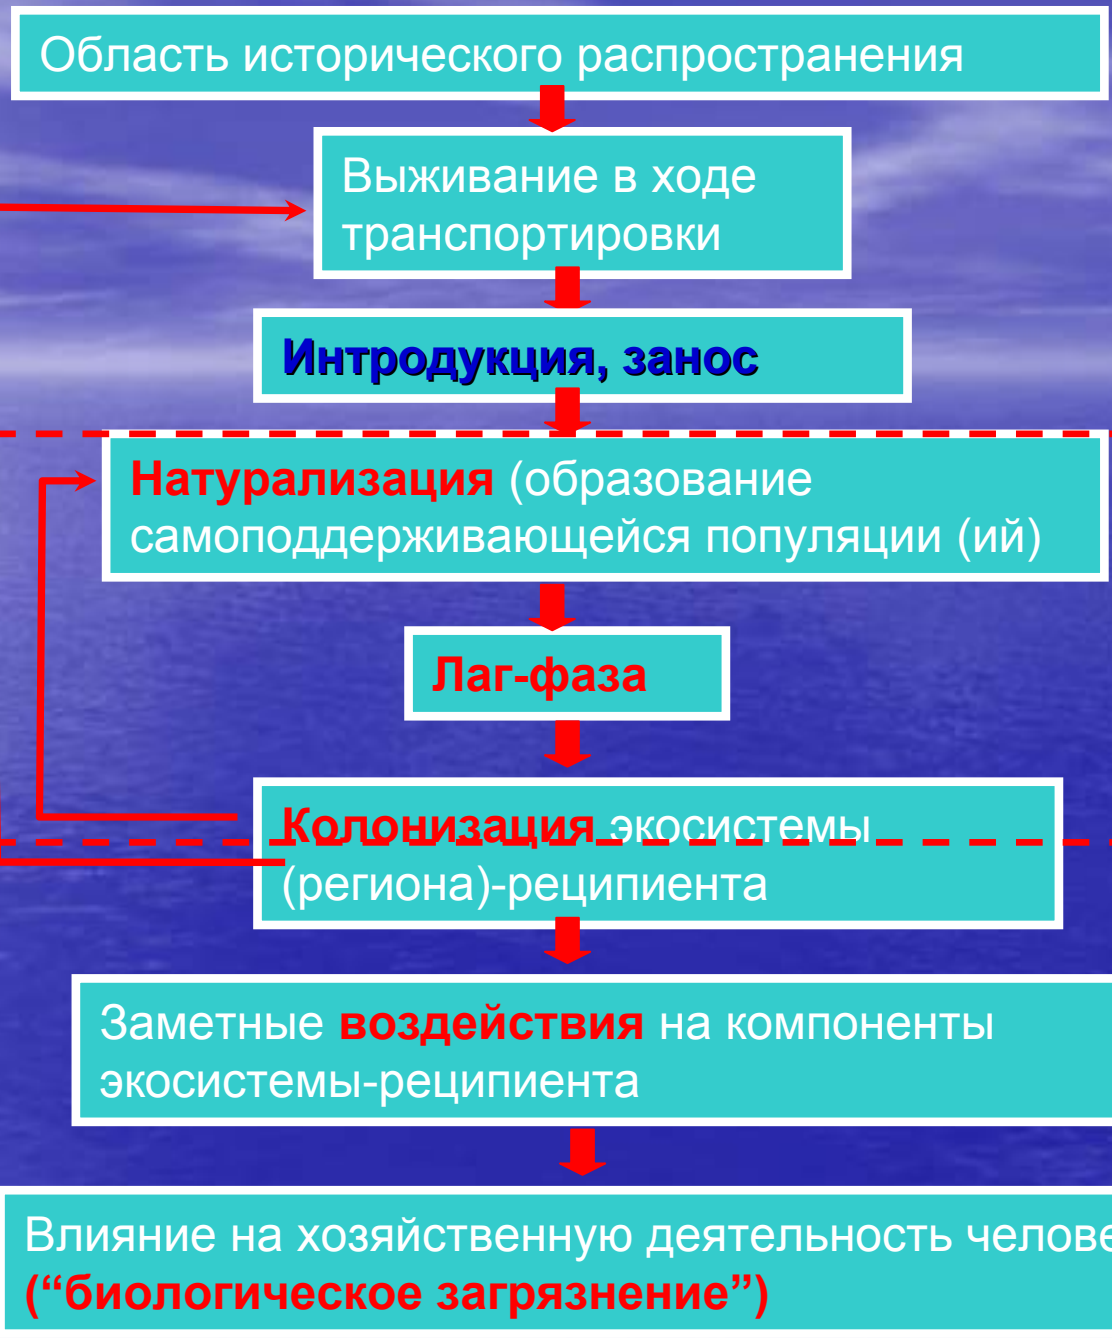 Область исторического распространения
Выживание в ходе
транспортировки
Интродукция, занос
Натурализация (образование
самоподдерживающейся популяции (ий)
Лаг-фаза
Колонизация экосистемы
(региона)-реципиента
Заметные воздействия на компоненты
экосистемы-реципиента
Влияние на хозяйственную деятельность челове
(“биологическое загрязнение”)